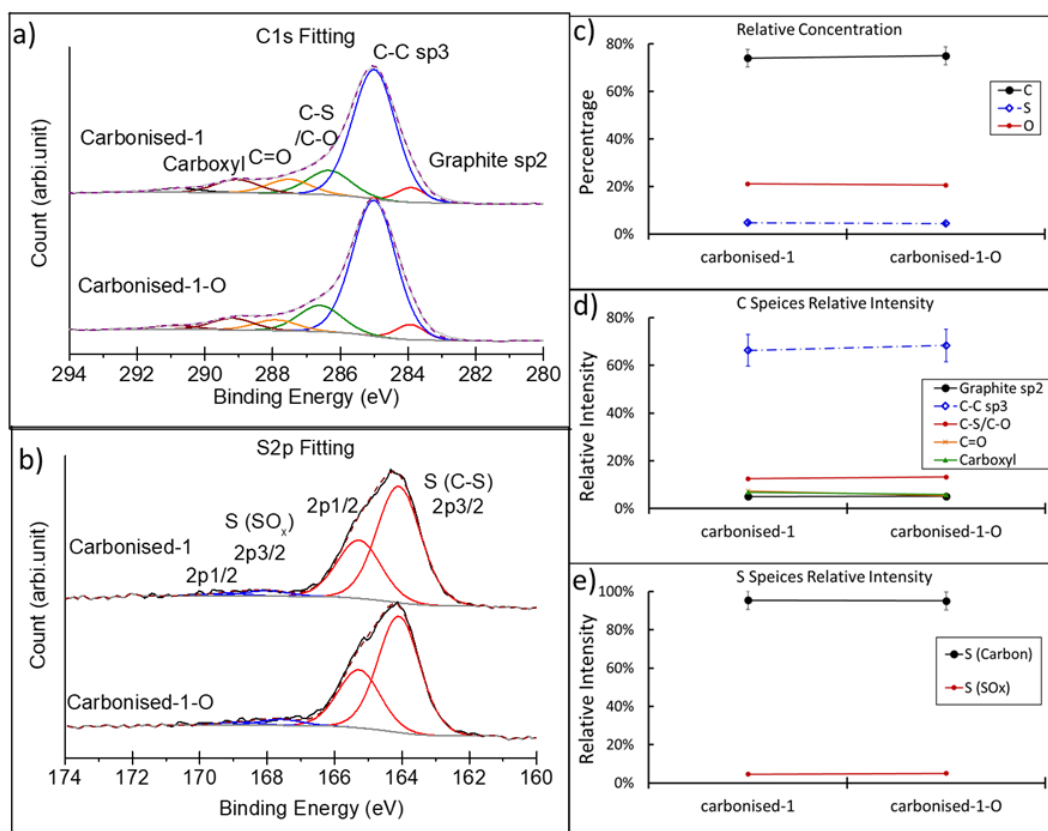 a)
C1s Fitting
C-C sp3
C-S
/C-O
C=O
Carboxyl
Graphite sp2
Carbonised-1
Carbonised-1-O
Count (arbi.unit)
294 292 290 288 286 284 282 280
Binding Energy (eV)
b)
S2p Fitting
S (C-S)
2p3/2
2p1/2
S (SOx)
2p3/2
2p1/2
Carbonised-1
Carbonised-1-O
Count (arbi.unit)
174 172 170 168 166 164 162 160
Binding Energy (eV)
c)
Relative Concentration
80%
60%
40%
20%
0%
Percentrage
C
S
O
carbonised-1 carbonised-1-O
d)
C Speices Relative Intensity
80%
60%
40%
20%
0%
Relative Intensity
Graphite sp2
C-C sp3
C-S/C-O
C=O
Carboxyl
carbonised-1 carbonised-1-O
e)
S Speices Relative Intensity
100%
80%
60%
40%
20%
0%
Relative Intensity
S (Carbon)
S (SOx)
carbonised-1 carbonised-1-O